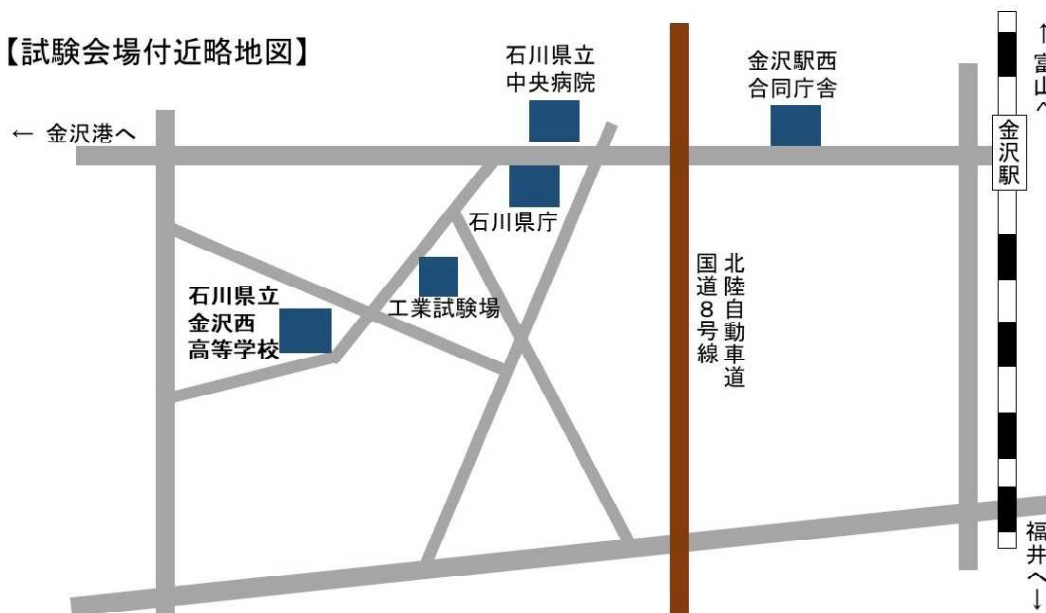 【試験会場付近略地図】
石川県立
中央病院
金沢駅西
合同庁舎
↑富山へ
← 金沢港へ
金沢駅
石川県庁
北陸自動車道
国道8号線
工業試験場
石川県立
金沢西
高等学校
福井へ↓